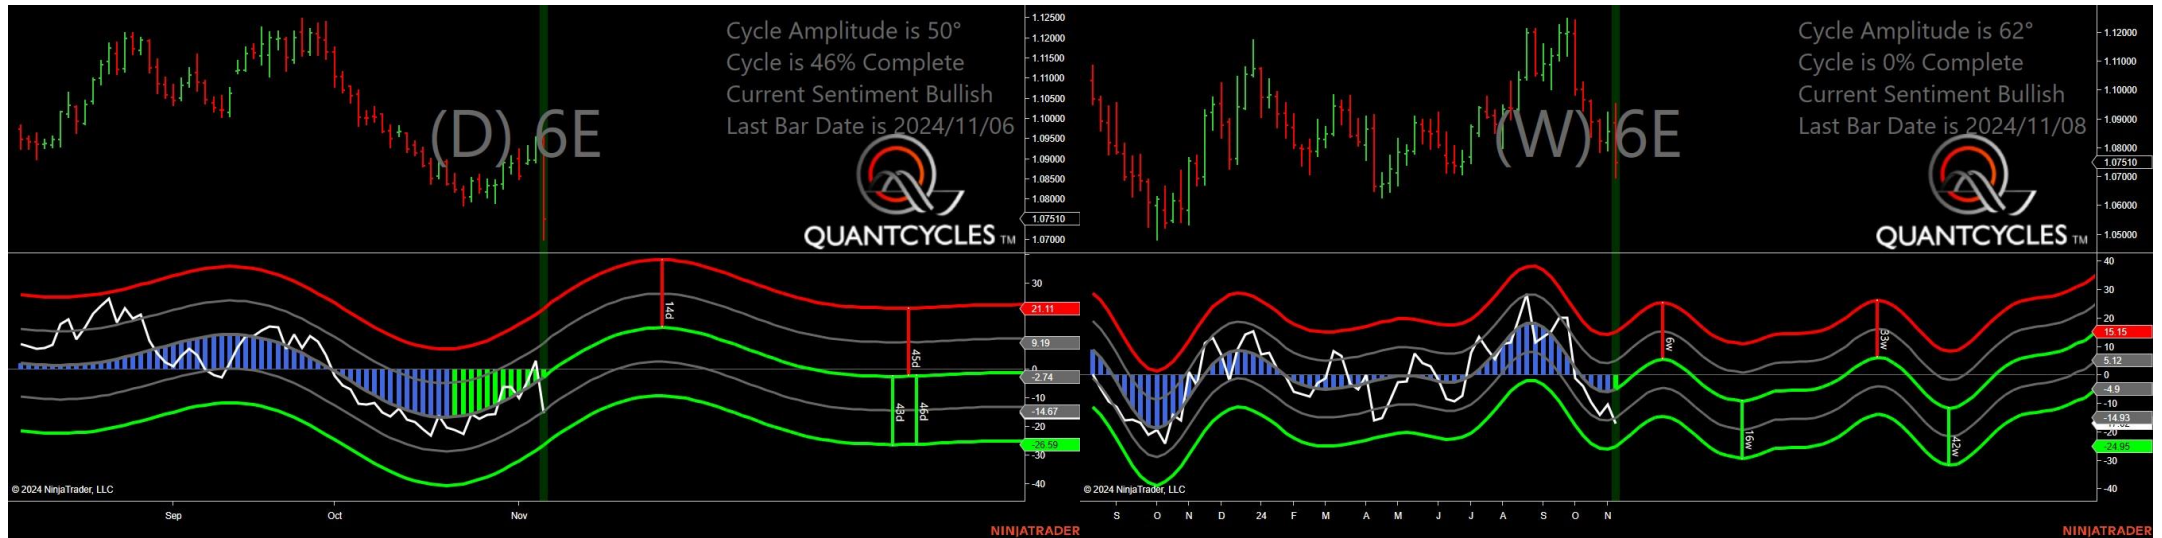 Cycle Amplitude is 50°
Cycle is 46% Complete
Current Sentiment Bullish
Last Bar Date is 2024/11/06
(D) 6E
QUANTCYCLES TM
1.12500
1.12000
1.11500
1.11000
1.10500
1.10000
1.09500
1.09000
1.08500
1.08000
1.07510
1.07000
14d
45d
43d
46d
30
21.11
9.19
0
-2.74
-10
-14.67
-20
-26.59
-30
-40
© 2024 NinjaTrader, LLC
Sep
Oct
Nov
NINJATRADER
Cycle Amplitude is 62°
Cycle is 0% Complete
Current Sentiment Bullish
Last Bar Date is 2024/11/08
(W) 6E
QUANTCYCLES TM
1.12000
1.11000
1.10000
1.09000
1.08000
1.07510
1.07000
1.06000
1.05000
6w
16w
33w
42w
40
30
20
15.15
10
5.12
0
-4.9
-10
-14.93
-20
-24.95
-30
-40
© 2024 NinjaTrader, LLC
S
O
N
D
24
F
M
A
M
J
J
A
S
O
N
NINJATRADER